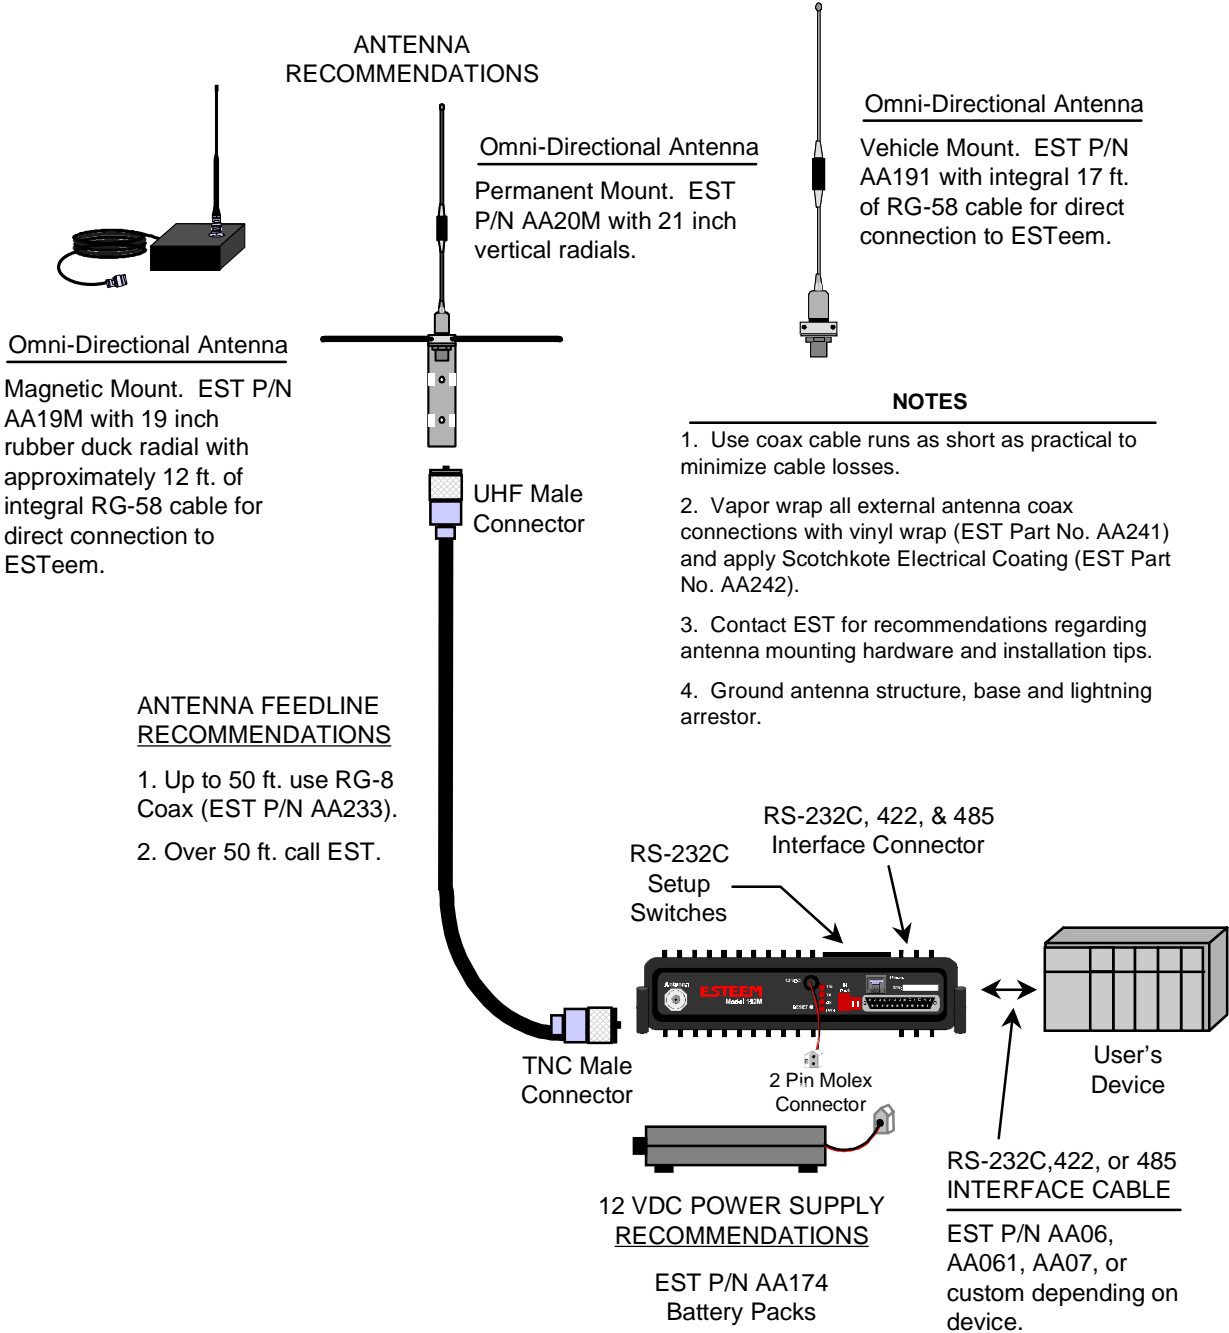 ANTENNA
RECOMMENDATIONS
Omni-Directional Antenna
Permanent Mount.  EST
P/N AA20M with 21 inch
vertical radials.
Omni-Directional Antenna
Vehicle Mount.  EST P/N
AA191 with integral 17 ft.
of RG-58 cable for direct
connection to ESTeem.
Omni-Directional Antenna
Magnetic Mount.  EST P/N
AA19M with 19 inch
rubber duck radial with
approximately 12 ft. of
integral RG-58 cable for
direct connection to
ESTeem.
NOTES
1.  Use coax cable runs as short as practical to
minimize cable losses.
2.  Vapor wrap all external antenna coax
connections with vinyl wrap (EST Part No. AA241)
and apply Scotchkote Electrical Coating (EST Part
No. AA242).
3.  Contact EST for recommendations regarding
antenna mounting hardware and installation tips.
4.  Ground antenna structure, base and lightning
arrestor.
UHF Male
Connector
ANTENNA FEEDLINE
RECOMMENDATIONS
1. Up to 50 ft. use RG-8
Coax (EST P/N AA233).
2. Over 50 ft. call EST.
RS-232C, 422, & 485
Interface Connector
RS-232C
Setup
Switches
Antenna
ESTEEM
Model 192M
12 VDC
RESET
Phone
TNC Male
Connector
2 Pin Molex
Connector
User's
Device
12 VDC POWER SUPPLY
RECOMMENDATIONS
EST P/N AA174
Battery Packs
RS-232C,422, or 485
INTERFACE CABLE
EST P/N AA06,
AA061, AA07, or
custom depending on
device.